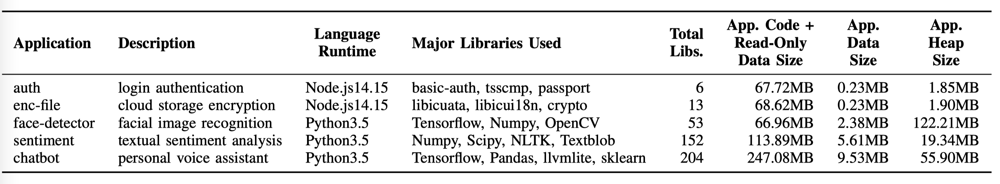 Application Description Language Runtime Major Libraries Used Total Libs. App. Code + Read-Only Data Size App. Data Size App. Heap Size
auth login authentication Node.js14.15 basic-auth, tsscmp, passport 6 67.72MB 0.23MB 1.85MB
enc-file cloud storage encryption Node.js14.15 libicuata, libicui18n, crypto 13 68.62MB 0.23MB 1.90MB
face-detector facial image recognition Python3.5 Tensorflow, Numpy, OpenCV 53 66.96MB 2.38MB 122.21MB
sentiment textual sentiment analysis Python3.5 Numpy, Scipy, NLTK, Textblob 152 113.89MB 5.61MB 19.34MB
chatbot personal voice assistant Python3.5 Tensorflow, Pandas, llvmlite, sklearn 204 247.08MB 9.53MB 55.90MB